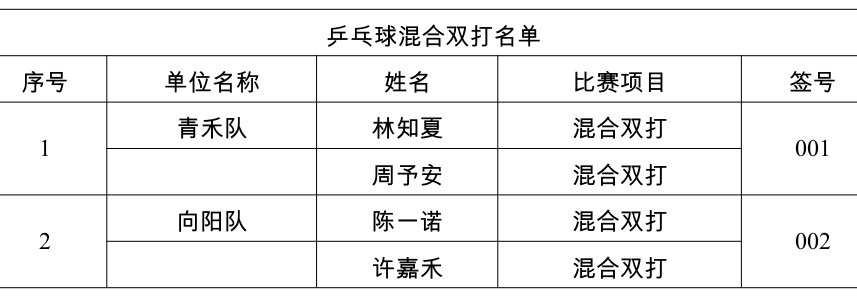 乒乓球混合双打名单
序号 单位名称 姓名 比赛项目 签号
1 青禾队 林知夏 混合双打 001
周予安 混合双打
2 向阳队 陈一诺 混合双打 002
许嘉禾 混合双打